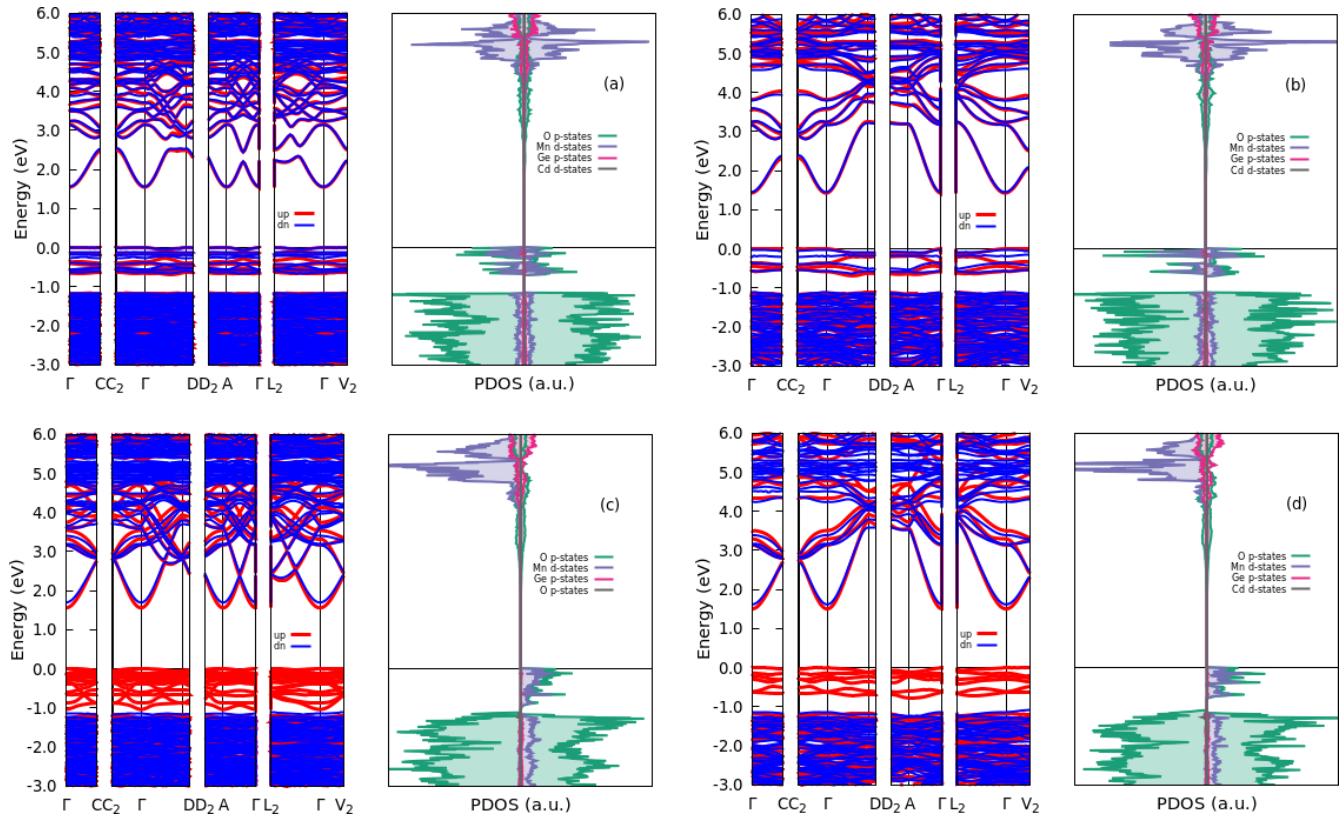 6.0
5.0
4.0
3.0
2.0
1.0
0.0
-1.0
-2.0
-3.0
Energy (eV)
up
dn
Γ CC2 Γ DD2 A Γ L2 Γ V2
(a)
O p-states
Mn d-states
Ge p-states
Cd d-states
PDOS (a.u.)
6.0
5.0
4.0
3.0
2.0
1.0
0.0
-1.0
-2.0
-3.0
Energy (eV)
up
dn
Γ CC2 Γ DD2 A Γ L2 Γ V2
(b)
O p-states
Mn d-states
Ge p-states
Cd d-states
PDOS (a.u.)
6.0
5.0
4.0
3.0
2.0
1.0
0.0
-1.0
-2.0
-3.0
Energy (eV)
up
dn
Γ CC2 Γ DD2 A Γ L2 Γ V2
(c)
O p-states
Mn d-states
Ge p-states
O p-states
PDOS (a.u.)
6.0
5.0
4.0
3.0
2.0
1.0
0.0
-1.0
-2.0
-3.0
Energy (eV)
up
dn
Γ CC2 Γ DD2 A Γ L2 Γ V2
(d)
O p-states
Mn d-states
Ge p-states
Cd d-states
PDOS (a.u.)